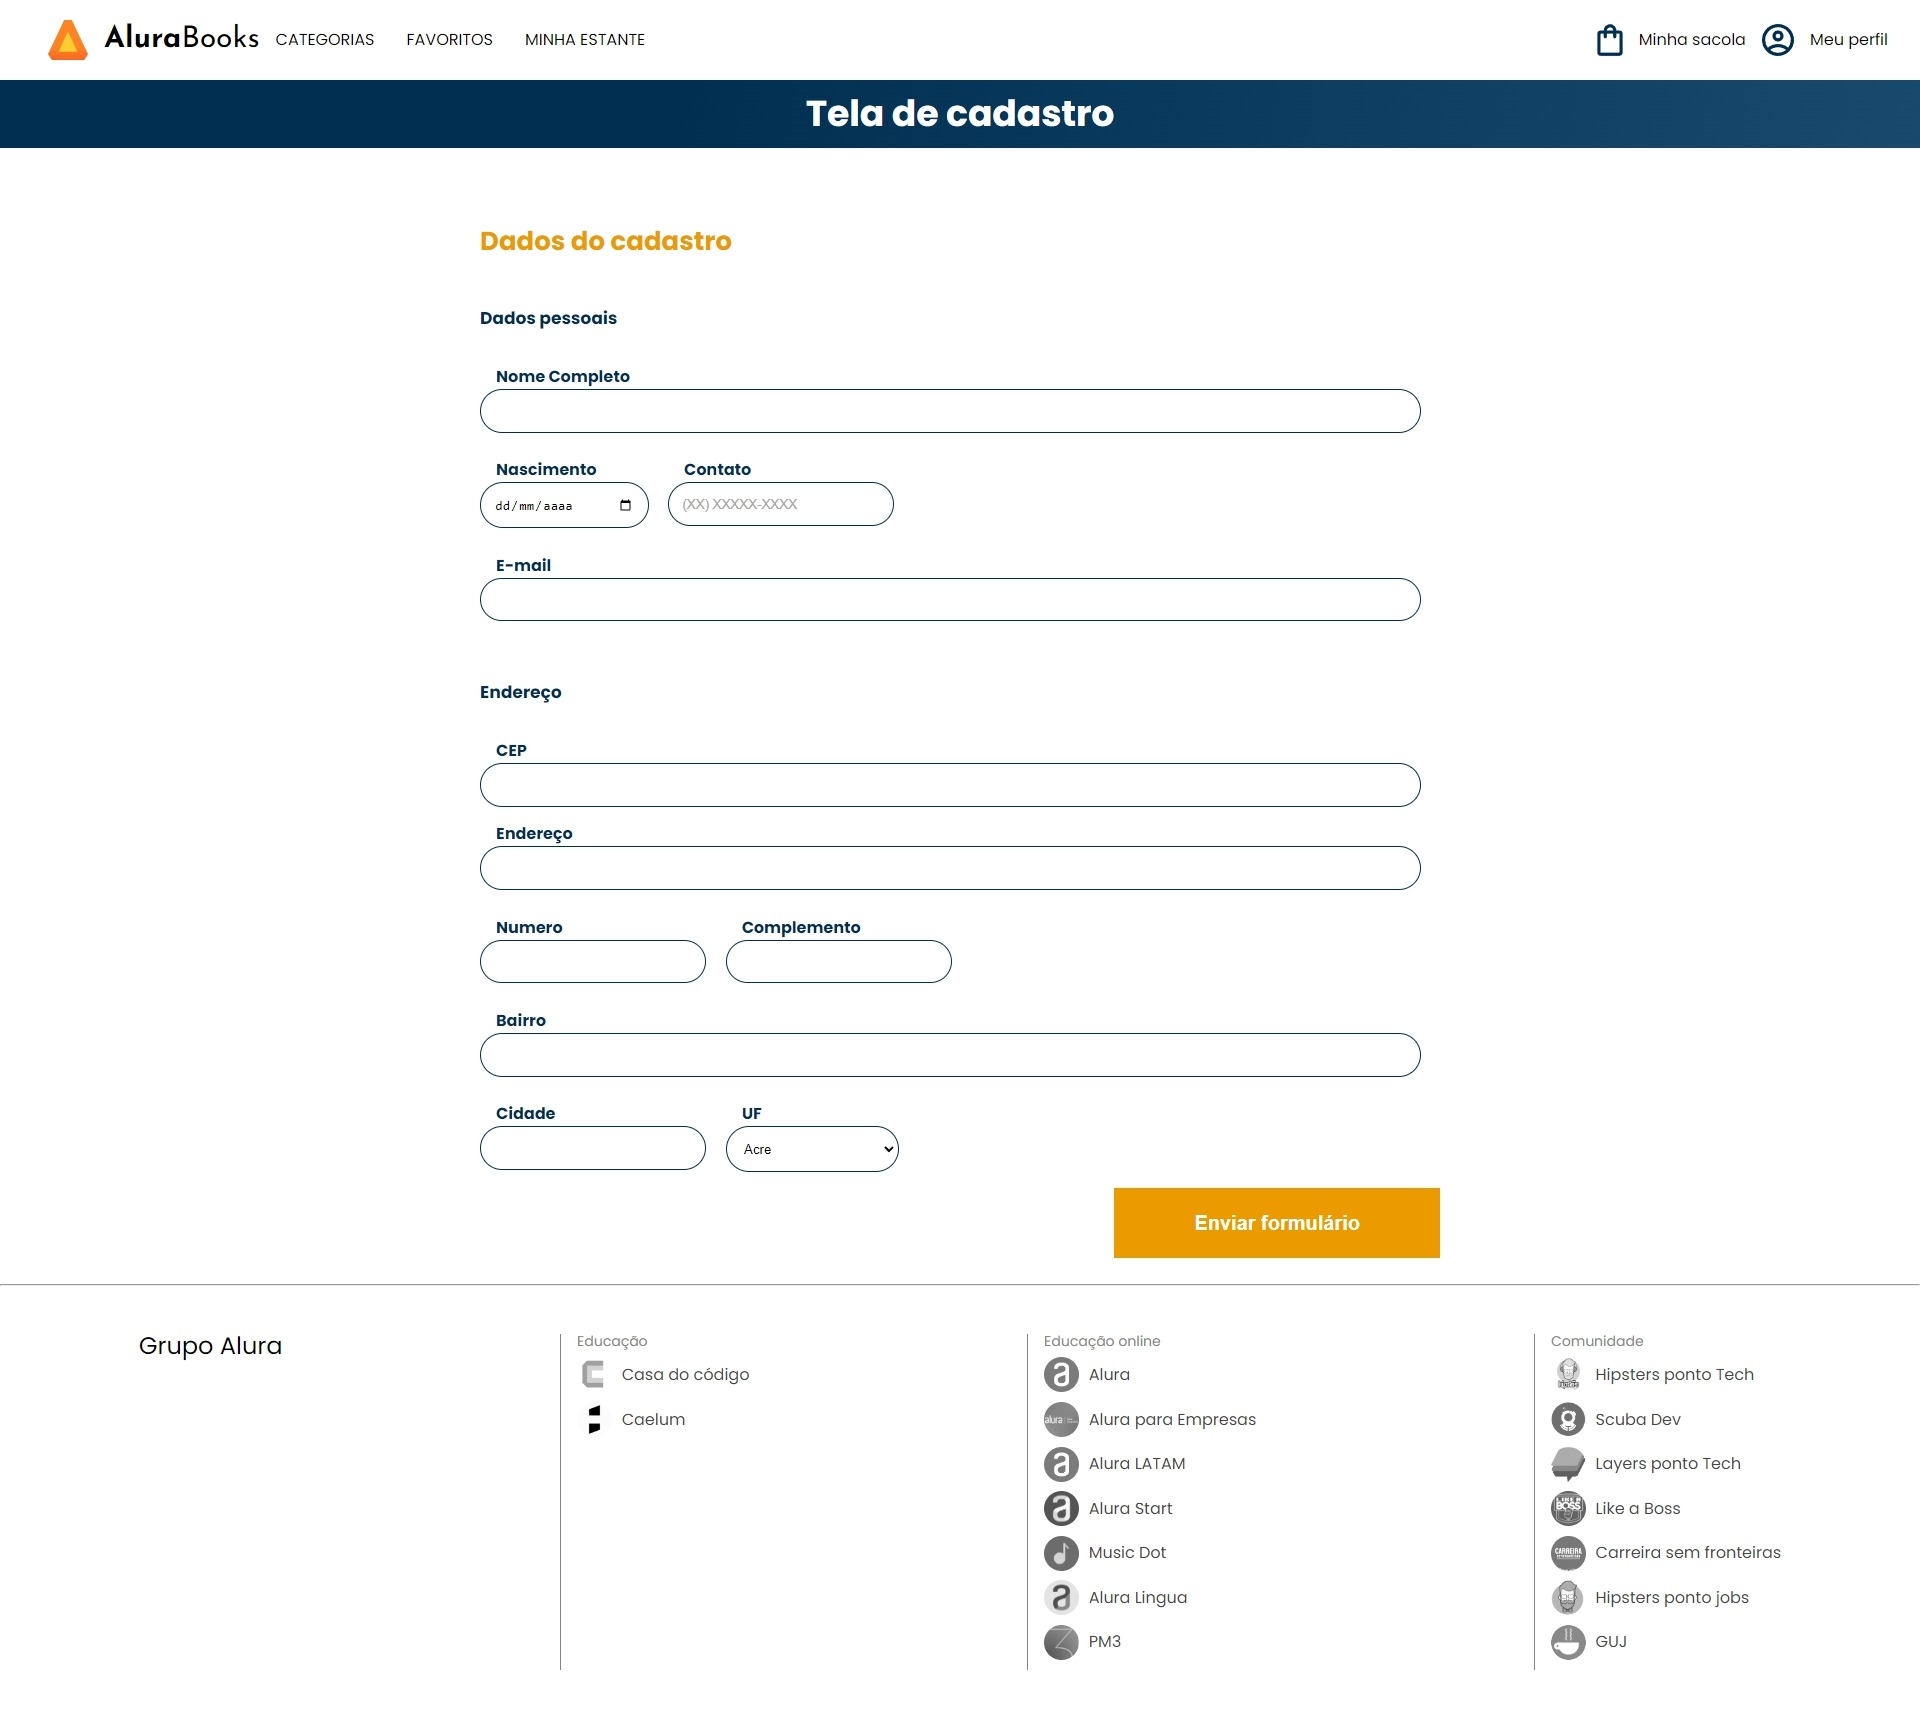 AluraBooks CATEGORIAS FAVORITOS MINHA ESTANTE Minha sacola Meu perfil
Tela de cadastro
Dados do cadastro
Dados pessoais
Nome Completo
Nascimento Contato
dd/mm/aaaa (XX) XXXXX-XXXX
E-mail
Endereço
CEP
Endereço
Numero Complemento
Bairro
Cidade UF
Acre
Enviar formulário
Grupo Alura
Educação
Casa do código
Caelum
Educação online
Alura
alura
Alura para Empresas
Alura LATAM
Alura Start
Music Dot
Alura Lingua
PM3
Comunidade
Hipsters ponto Tech
Scuba Dev
Layers ponto Tech
LIKE A
BOSS
Like a Boss
CARREIRA
Carreira sem fronteiras
Hipsters ponto jobs
GUJ